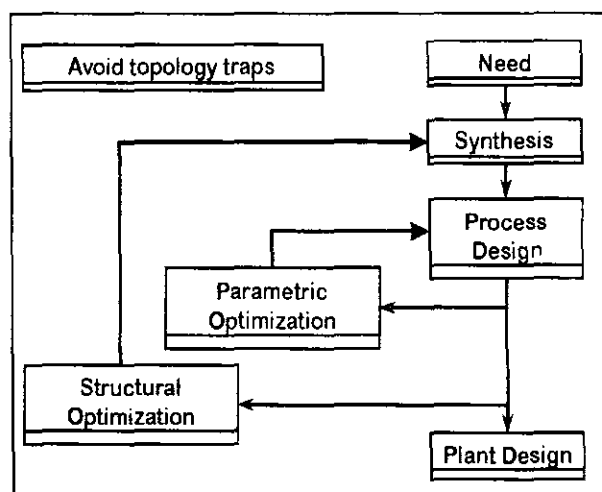 Avoid topology traps
Need
Synthesis
Process
Design
Parametric
Optimization
Structural
Optimization
Plant Design